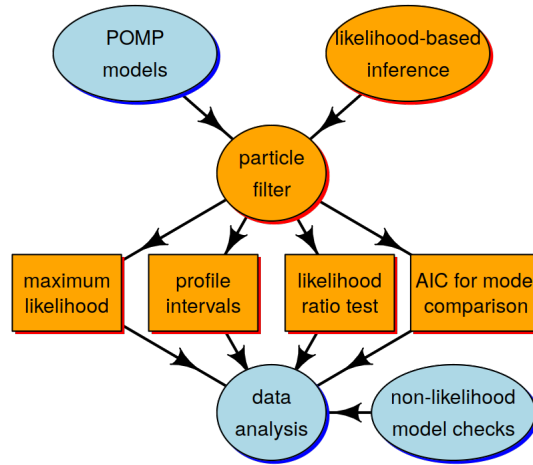 POMP
models
likelihood-based
inference
particle
filter
maximum
likelihood
profile
intervals
likelihood
ratio test
AIC for mode
comparison
data
analysis
non-likelihood
model checks